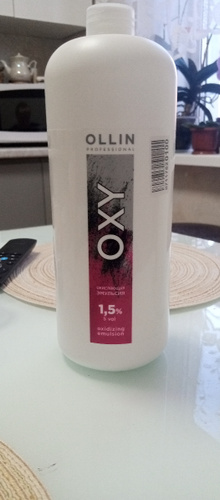 OLLIN
PROFESSIONAL
OXY
окисляющая
эмульсия
1,5%
5 vol
oxidizing
emulsion